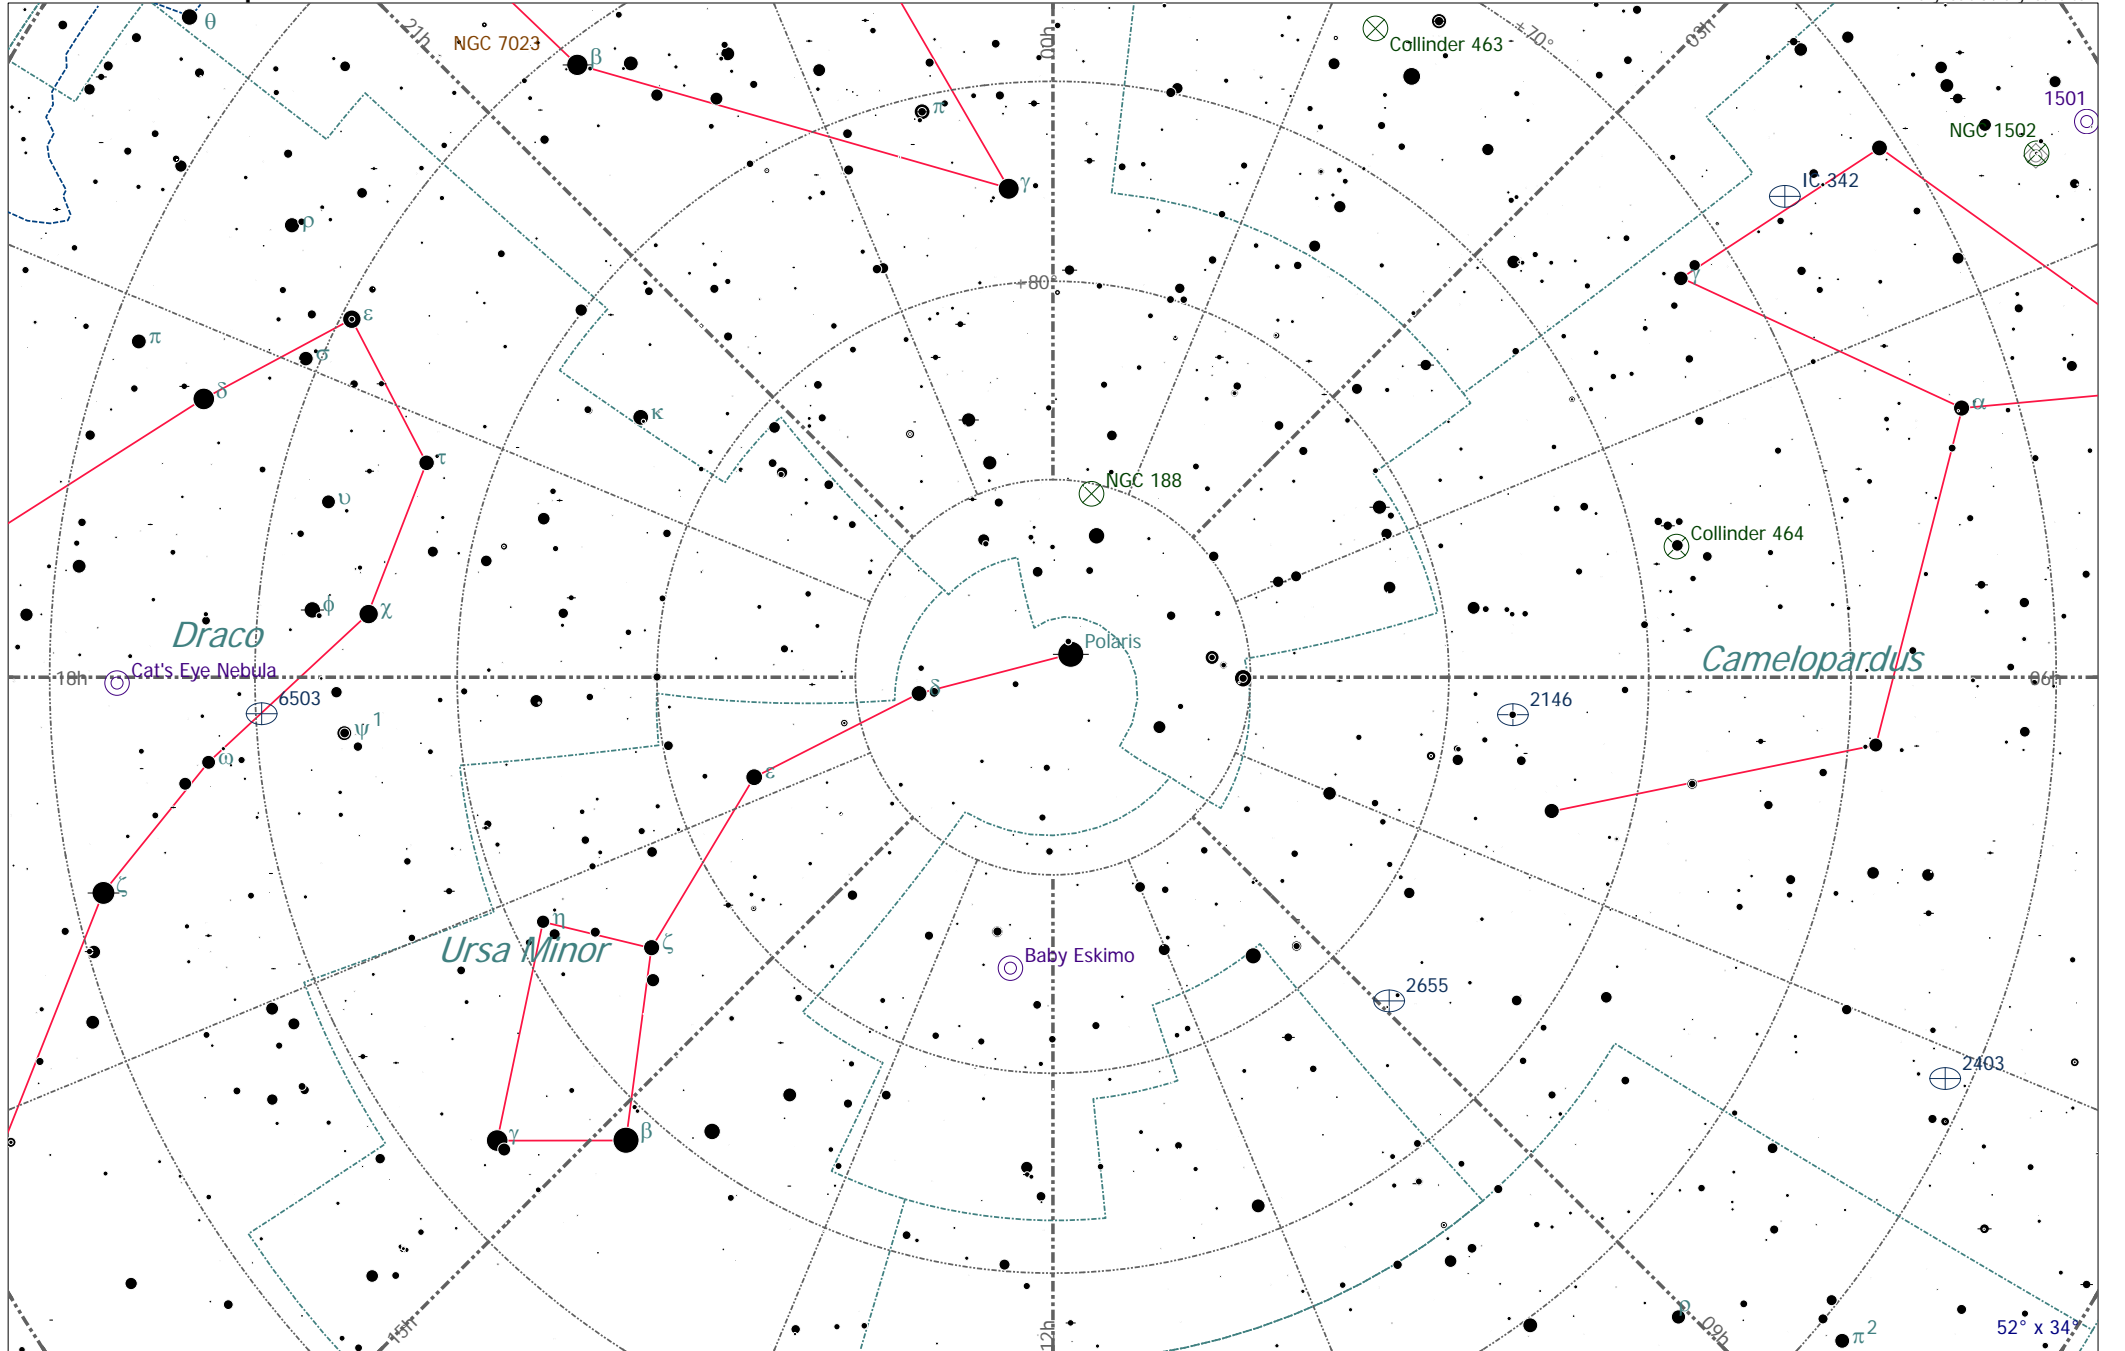 θ
21h
NGC 7023
β
00h
Collinder 463
+70°
03h
1501
NGC 1502
π
IC 342
γ
ρ
γ
+80°
ε
π
σ
δ
κ
α
τ
NGC 188
υ
Collinder 464
φ
χ
Draco
Polaris
Camelopardus
Cat's Eye Nebula
18h
06h
δ
6503
2146
ψ1
ω
ε
ζ
η
Ursa Minor
ζ
Baby Eskimo
2655
2403
γ
β
15h
12h
ρ
09h
π2
52° x 34°